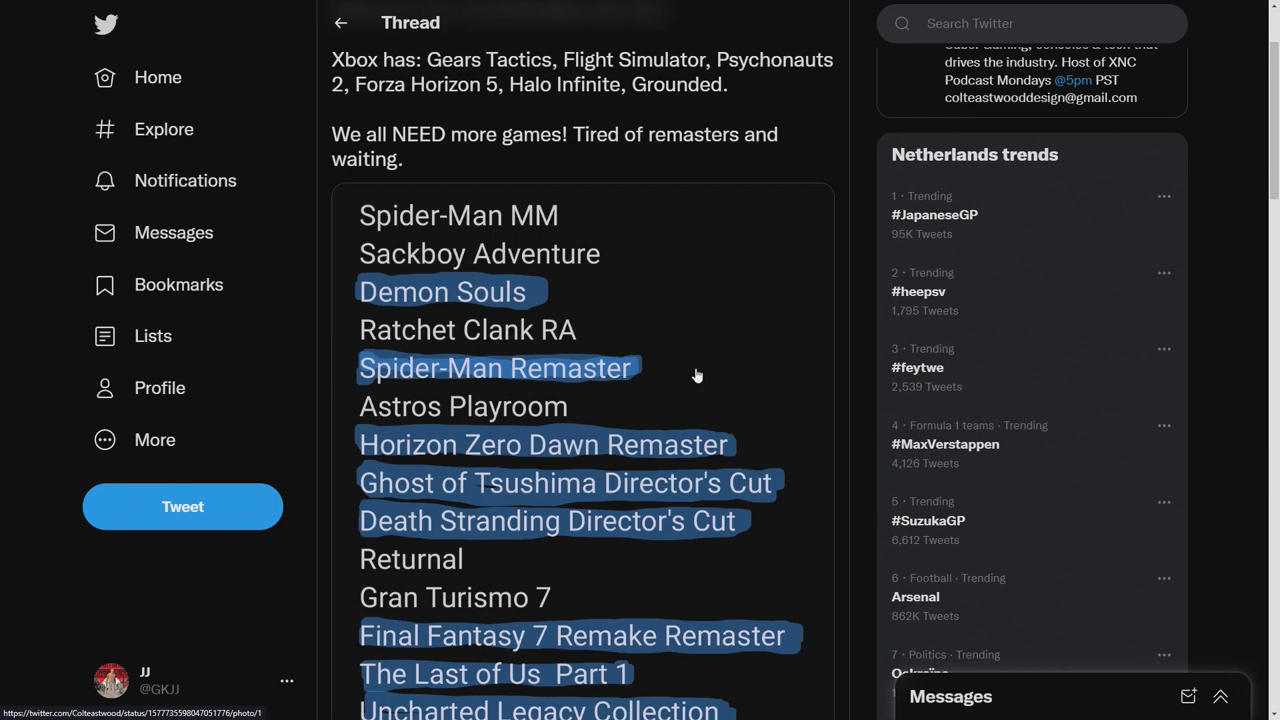 Thread
Search Twitter
Home
Explore
Notifications
Messages
Bookmarks
Lists
Profile
More
Tweet
JJ
@GKJJ
https://twitter.com/Colteastwood/status/1577735598047051776/photo/1
Xbox has: Gears Tactics, Flight Simulator, Psychonauts
2, Forza Horizon 5, Halo Infinite, Grounded.
We all NEED more games! Tired of remasters and
waiting.
Spider-Man MM
Sackboy Adventure
Demon Souls
Ratchet Clank RA
Spider-Man Remaster
Astros Playroom
Horizon Zero Dawn Remaster
Ghost of Tsushima Director's Cut
Death Stranding Director's Cut
Returnal
Gran Turismo 7
Final Fantasy 7 Remake Remaster
The Last of Us Part 1
Uncharted Legacy Collection
drives the industry. Host of XNC
Podcast Mondays @5pm PST
colteastwooddesign@gmail.com
Netherlands trends
1 · Trending
#JapaneseGP
95K Tweets
2 · Trending
#heepsv
1,795 Tweets
3 · Trending
#feytwe
2,539 Tweets
4 · Formula 1 teams · Trending
#MaxVerstappen
4,126 Tweets
5 · Trending
#SuzukaGP
6,612 Tweets
6 · Football · Trending
Arsenal
862K Tweets
7 · Politics · Trending
Messages